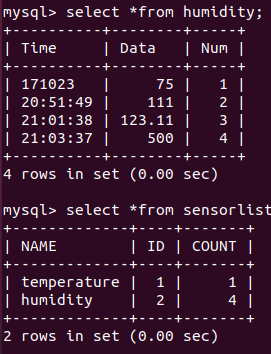 mysql> select *from humidity;
+----------+--------+-----+
| Time     | Data   | Num |
+----------+--------+-----+
| 171023   |     75 |   1 |
| 20:51:49 |    111 |   2 |
| 21:01:38 | 123.11 |   3 |
| 21:03:37 |    500 |   4 |
+----------+--------+-----+
4 rows in set (0.00 sec)
mysql> select *from sensorlist
+-------------+----+-------+
| NAME        | ID | COUNT |
+-------------+----+-------+
| temperature |  1 |     1 |
| humidity    |  2 |     4 |
+-------------+----+-------+
2 rows in set (0.00 sec)